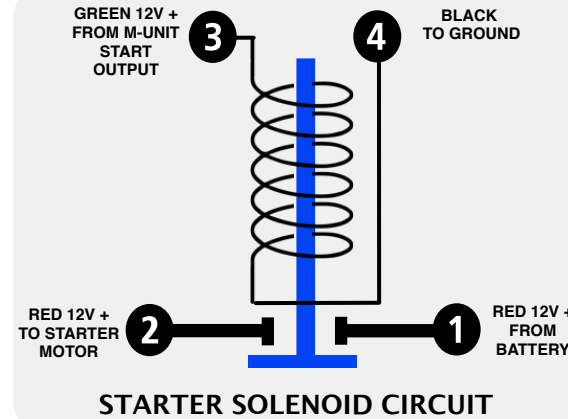 GREEN 12V +
FROM M-UNIT
START
OUTPUT
3
4
BLACK
TO GROUND
RED 12V +
TO STARTER
MOTOR
2
1
RED 12V +
FROM
BATTERY
STARTER SOLENOID CIRCUIT